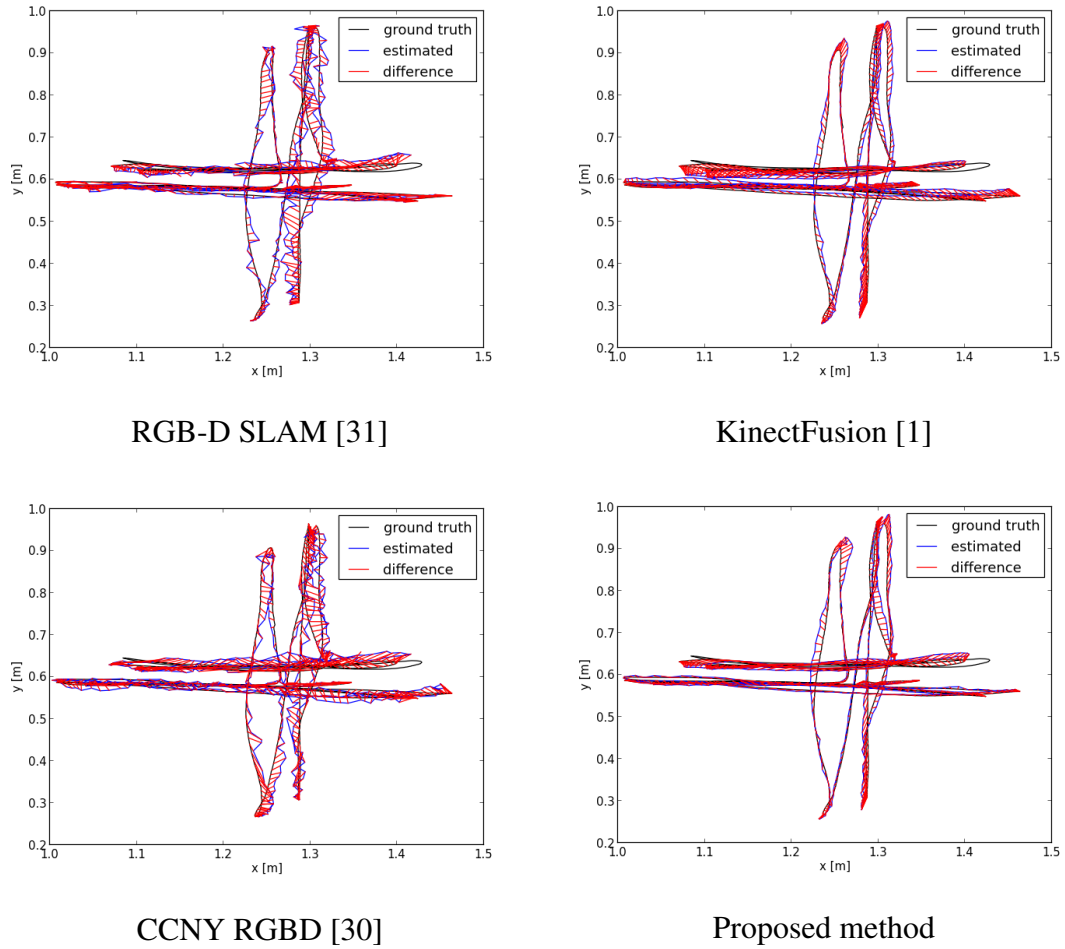 ground truth
estimated
difference
1.0
0.9
0.8
0.7
0.6
0.5
0.4
0.3
0.2
y [m]
1.0 1.1 1.2 1.3 1.4 1.5
x [m]
RGB-D SLAM [31]
ground truth
estimated
difference
1.0
0.9
0.8
0.7
0.6
0.5
0.4
0.3
0.2
y [m]
1.0 1.1 1.2 1.3 1.4 1.5
x [m]
KinectFusion [1]
ground truth
estimated
difference
1.0
0.9
0.8
0.7
0.6
0.5
0.4
0.3
0.2
y [m]
1.0 1.1 1.2 1.3 1.4 1.5
x [m]
CCNY RGBD [30]
ground truth
estimated
difference
1.0
0.9
0.8
0.7
0.6
0.5
0.4
0.3
0.2
y [m]
1.0 1.1 1.2 1.3 1.4 1.5
x [m]
Proposed method